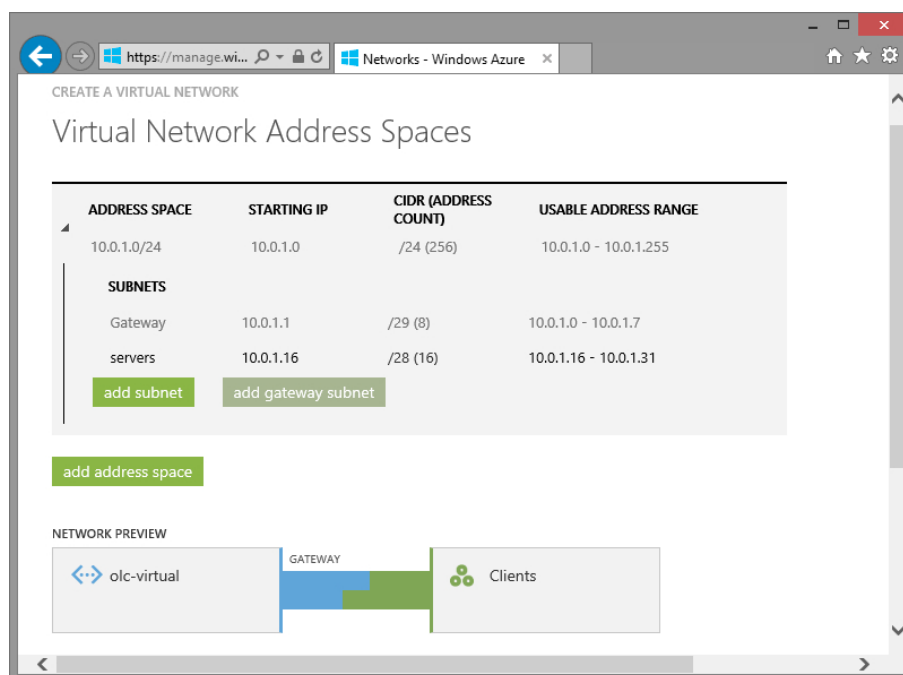 https://manage.wi...
Networks - Windows Azure
CREATE A VIRTUAL NETWORK
Virtual Network Address Spaces
ADDRESS SPACE STARTING IP CIDR (ADDRESS COUNT) USABLE ADDRESS RANGE
10.0.1.0/24 10.0.1.0 /24 (256) 10.0.1.0 - 10.0.1.255
SUBNETS
Gateway 10.0.1.1 /29 (8) 10.0.1.0 - 10.0.1.7
servers 10.0.1.16 /28 (16) 10.0.1.16 - 10.0.1.31
add subnet add gateway subnet
add address space
NETWORK PREVIEW
olc-virtual GATEWAY Clients